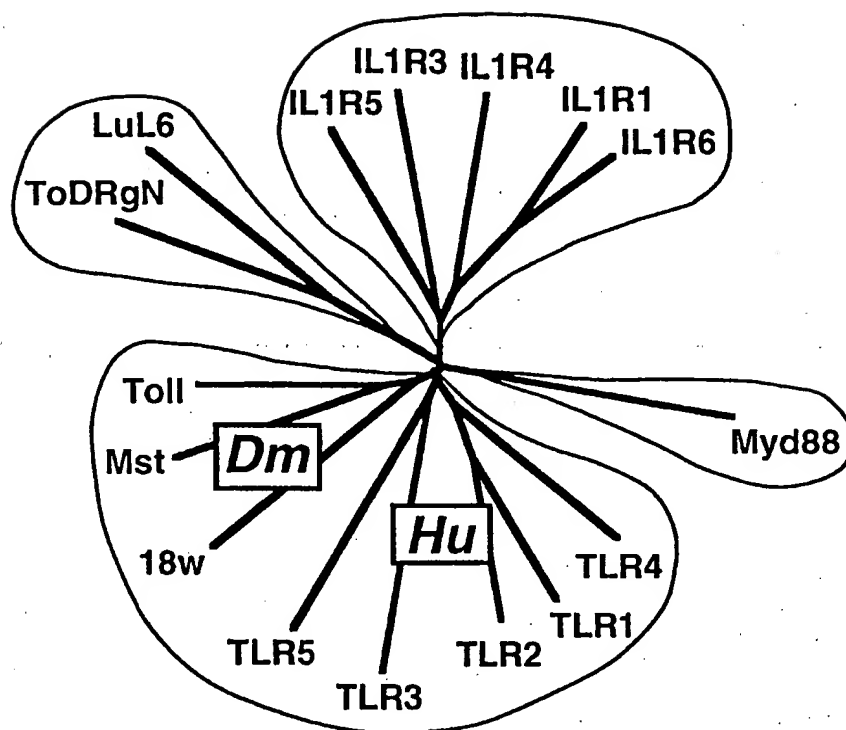 IL1R3
IL1R4
IL1R5
IL1R1
IL1R6
LuL6
ToDRgN
Toll
Mst
Dm
18w
Myd88
Hu
TLR4
TLR1
TLR2
TLR5
TLR3